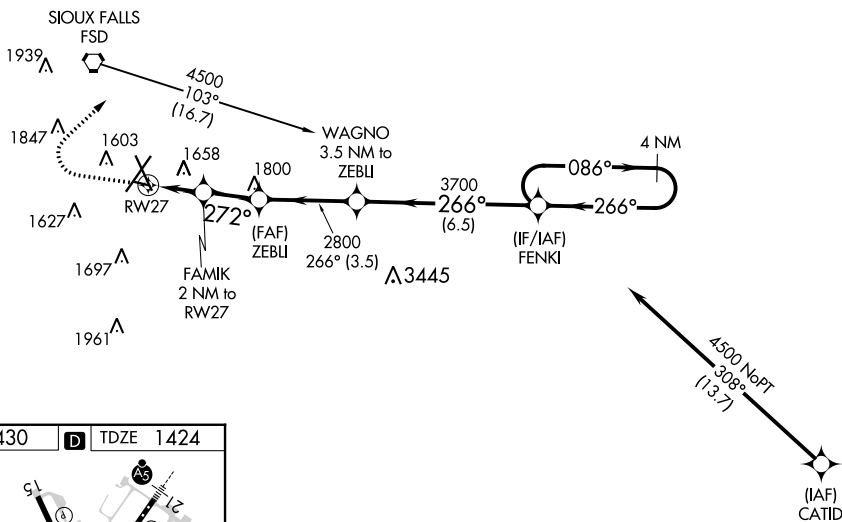 SIOUX FALLS
FSD
1939
4500
103°
(16.7)
1847
1603
1658
1800
WAGNO
3.5 NM to
ZEBLI
4 NM
086°
3700
266°
(6.5)
266°
RW27
272°
1627
(FAF)
ZEBLI
2800
266° (3.5)
(IF/IAF)
FENKI
1697
FAMIK
2 NM to
RW27
3445
1961
4500 NoPT
308°
(13.7)
430
D
TDZE 1424
A5
15
21
(IAF)
CATID